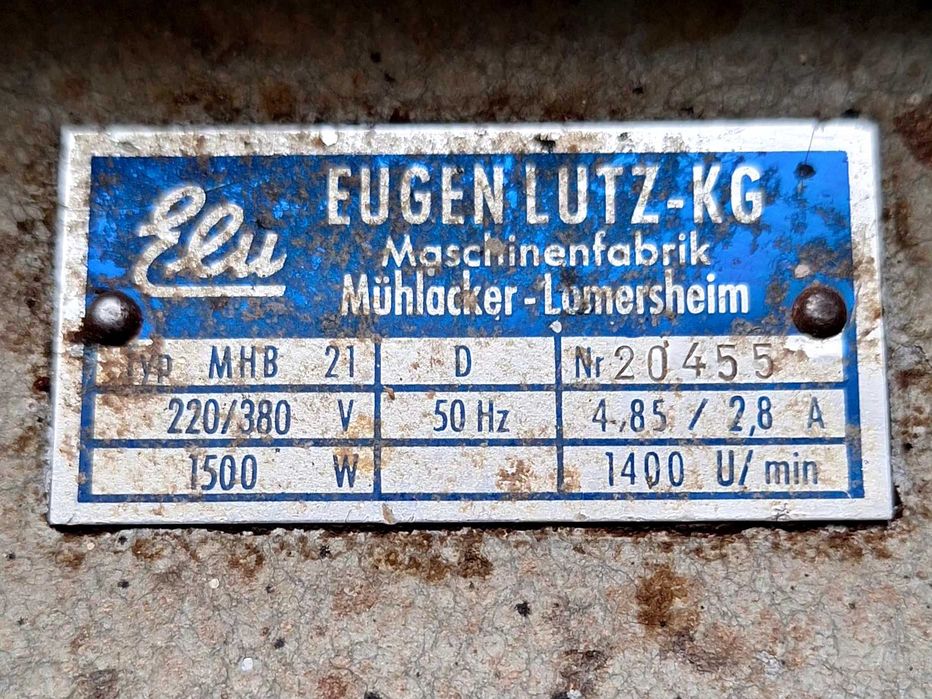 Elu
EUGEN LUTZ-KG
Maschinenfabrik
Mühlacker-Lomersheim
Typ MHB 21 D Nr 20455
220/380 V 50 Hz 4,85 / 2,8 A
1500 W 1400 U/min